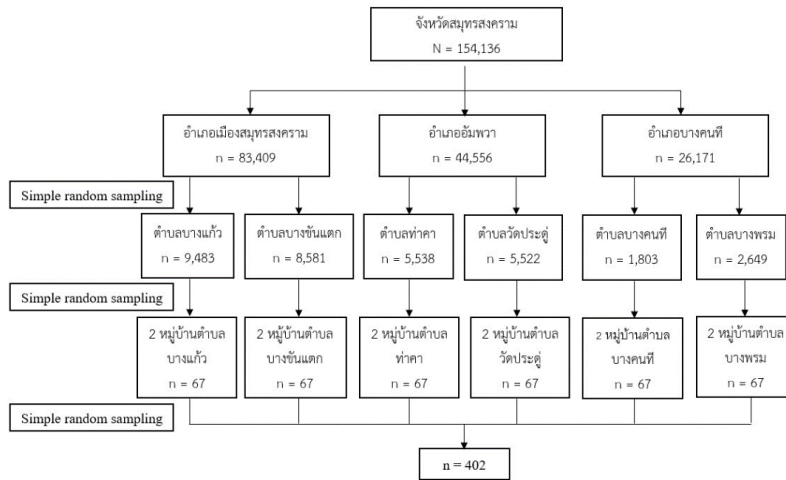 จังหวัดสมุทรสงคราม
N = 154,136
อำเภอเมืองสมุทรสงคราม
n = 83,409
อำเภออัมพวา
n = 44,556
อำเภอบางคนที
n = 26,171
Simple random sampling
ตำบลบางแก้ว
n = 9,483
ตำบลบางขันแตก
n = 8,581
ตำบลท่าคา
n = 5,538
ตำบลวัดประดู่
n = 5,522
ตำบลบางคนที
n = 1,803
ตำบลบางพรม
n = 2,649
Simple random sampling
2 หมู่บ้านตำบล
บางแก้ว
n = 67
2 หมู่บ้านตำบล
บางขันแตก
n = 67
2 หมู่บ้านตำบล
ท่าคา
n = 67
2 หมู่บ้านตำบล
วัดประดู่
n = 67
2 หมู่บ้านตำบล
บางคนที
n = 67
2 หมู่บ้านตำบล
บางพรม
n = 67
Simple random sampling
n = 402